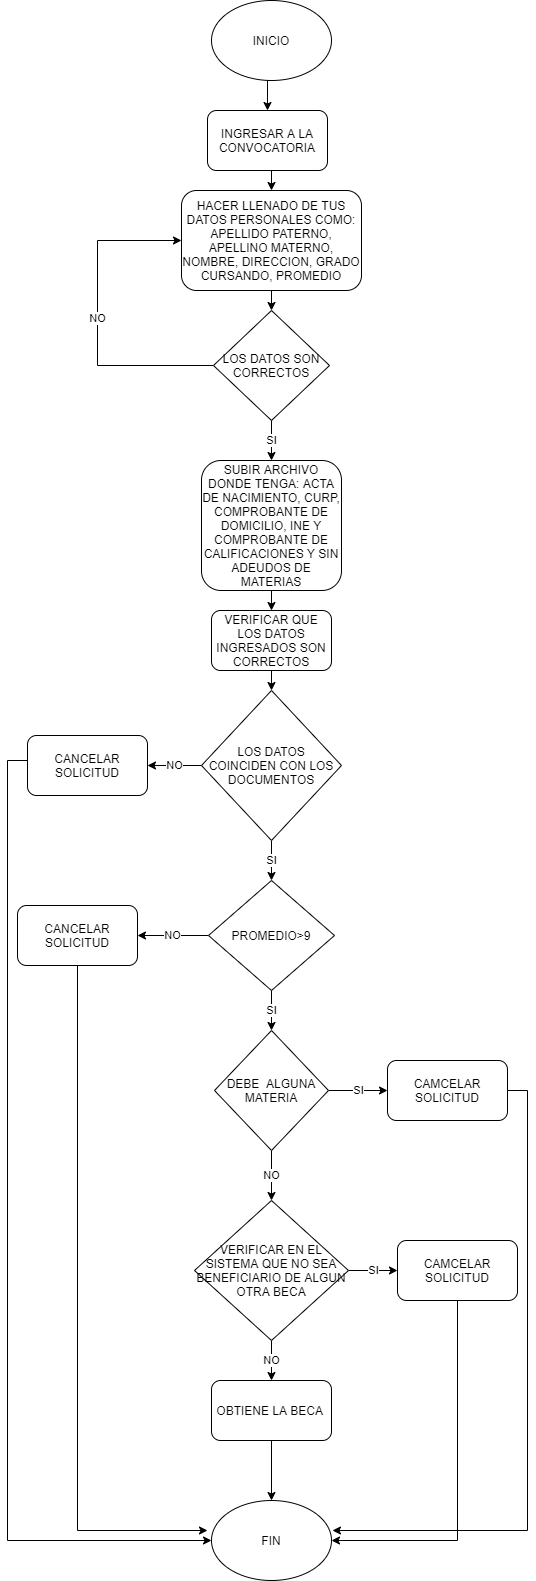 INICIO
INGRESAR A LA
CONVOCATORIA
HACER LLENADO DE TUS
DATOS PERSONALES COMO:
APELLIDO PATERNO,
APELLINO MATERNO,
NOMBRE, DIRECCION, GRADO
CURSANDO, PROMEDIO
NO
LOS DATOS SON
CORRECTOS
SI
SUBIR ARCHIVO
DONDE TENGA: ACTA
DE NACIMIENTO, CURP,
COMPROBANTE DE
DOMICILIO, INE Y
COMPROBANTE DE
CALIFICACIONES Y SIN
ADEUDOS DE
MATERIAS
VERIFICAR QUE
LOS DATOS
INGRESADOS SON
CORRECTOS
LOS DATOS
COINCIDEN CON LOS
DOCUMENTOS
NO
CANCELAR
SOLICITUD
SI
PROMEDIO>9
NO
CANCELAR
SOLICITUD
SI
DEBE ALGUNA
MATERIA
SI
CAMCELAR
SOLICITUD
NO
VERIFICAR EN EL
SISTEMA QUE NO SEA
BENEFICIARIO DE ALGUN
OTRA BECA
SI
CAMCELAR
SOLICITUD
NO
OBTIENE LA BECA
FIN